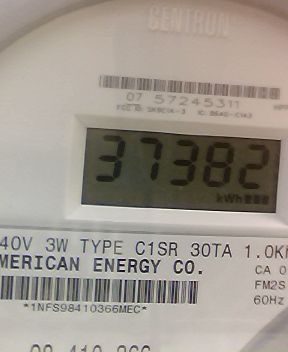 CENTRON
07 57245311
37382
kWh
40V 3W TYPE C1SR 30TA 1.0K
MERICAN ENERGY CO.
CA 0
FM2S
*1NFS98410366MEC*
60Hz